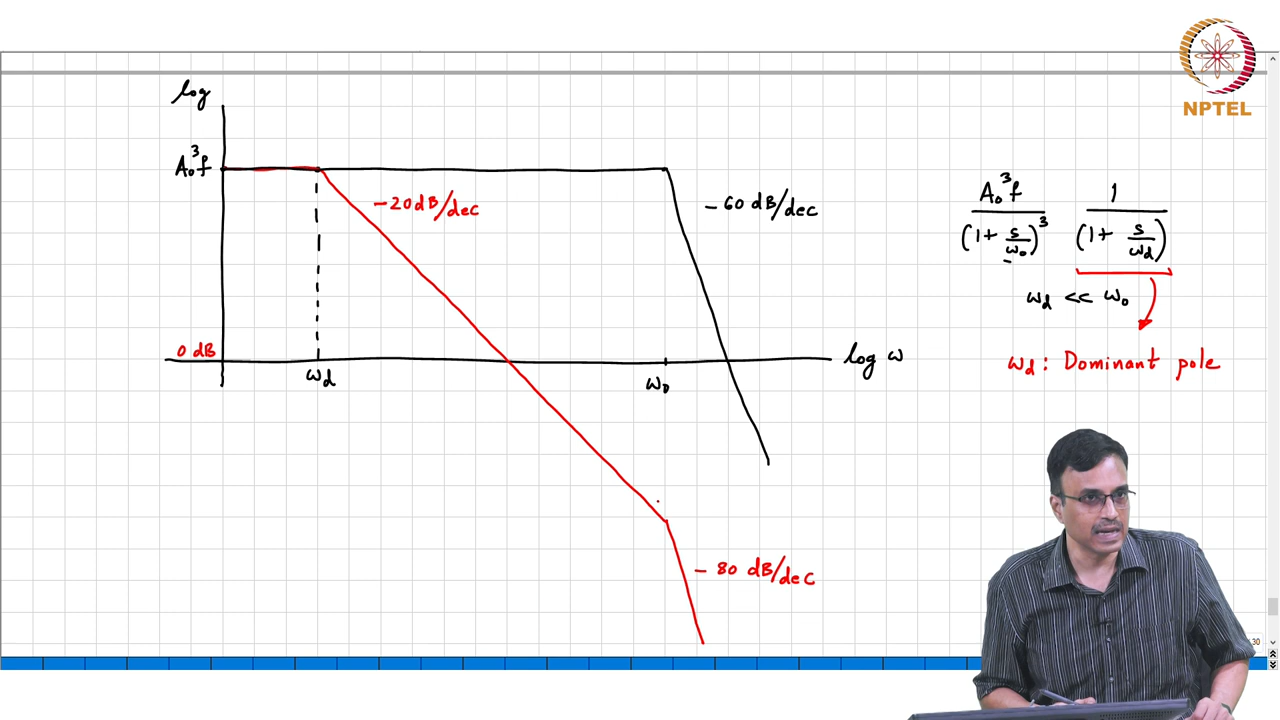 NPTEL
log
A₀³f
-20dB/dec
-60 dB/dec
A₀³f 1
(1 + s/ω₀)³ (1 + s/ωd)
ωd << ω₀
0 dB
log ω
ωd
ω₀
ωd : Dominant pole
-80 dB/dec
30